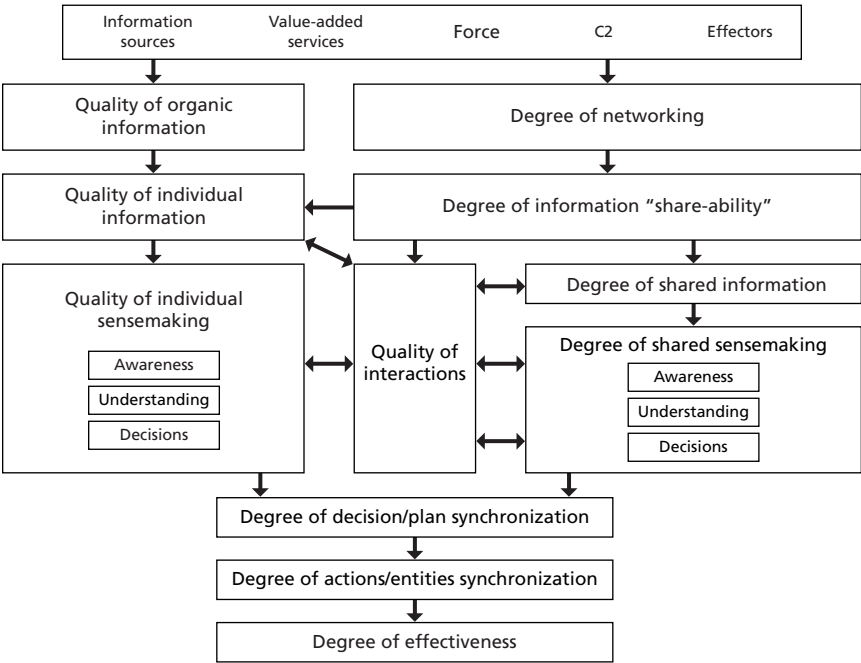 Information
sources
Value-added
services
Force
C2
Effectors
Quality of organic
information
Degree of networking
Quality of individual
information
Degree of information “share-ability”
Quality of individual
sensemaking
Awareness
Understanding
Decisions
Quality of
interactions
Degree of shared information
Degree of shared sensemaking
Awareness
Understanding
Decisions
Degree of decision/plan synchronization
Degree of actions/entities synchronization
Degree of effectiveness